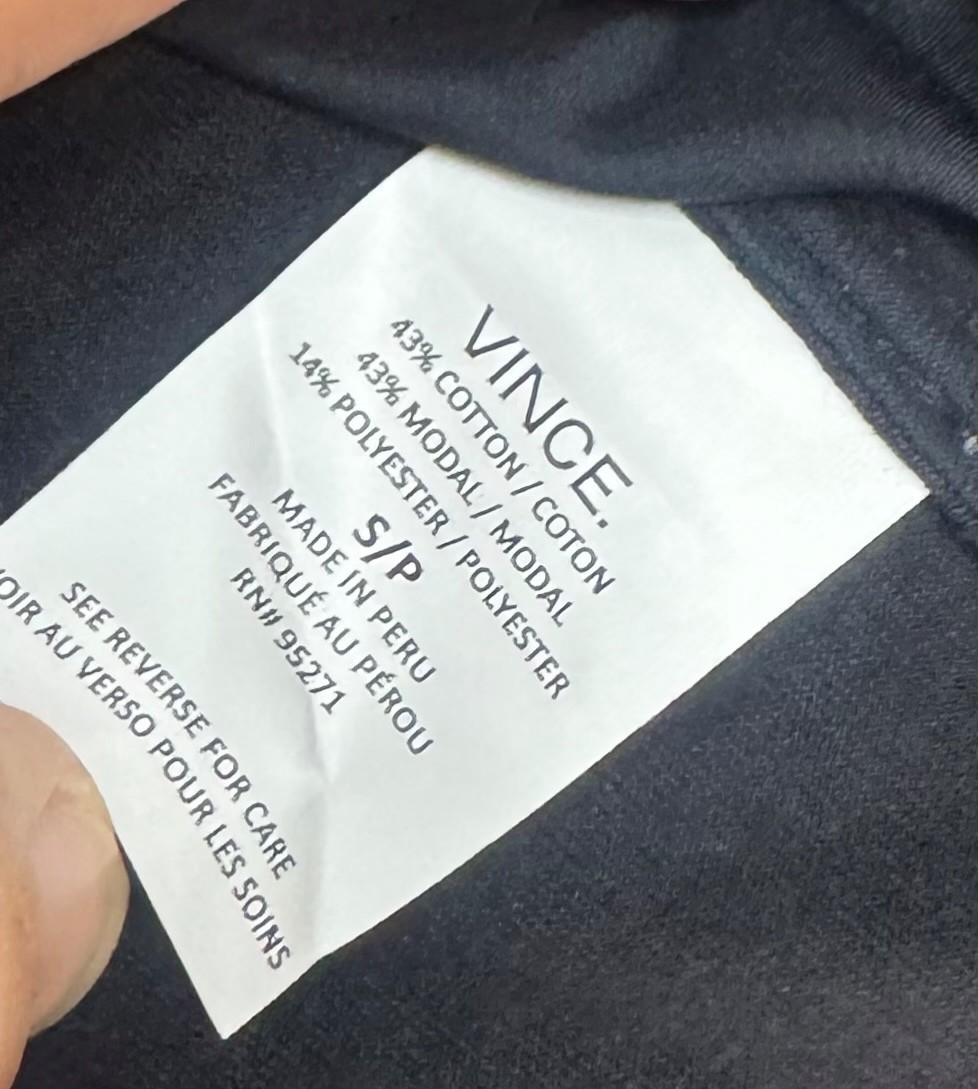 VINCE.
43% COTTON / COTON
43% MODAL / MODAL
14% POLYESTER / POLYESTER
S/P
MADE IN PERU
FABRIQUÉ AU PÉROU
RN# 95271
SEE REVERSE FOR CARE
OIR AU VERSO POUR LES SOINS